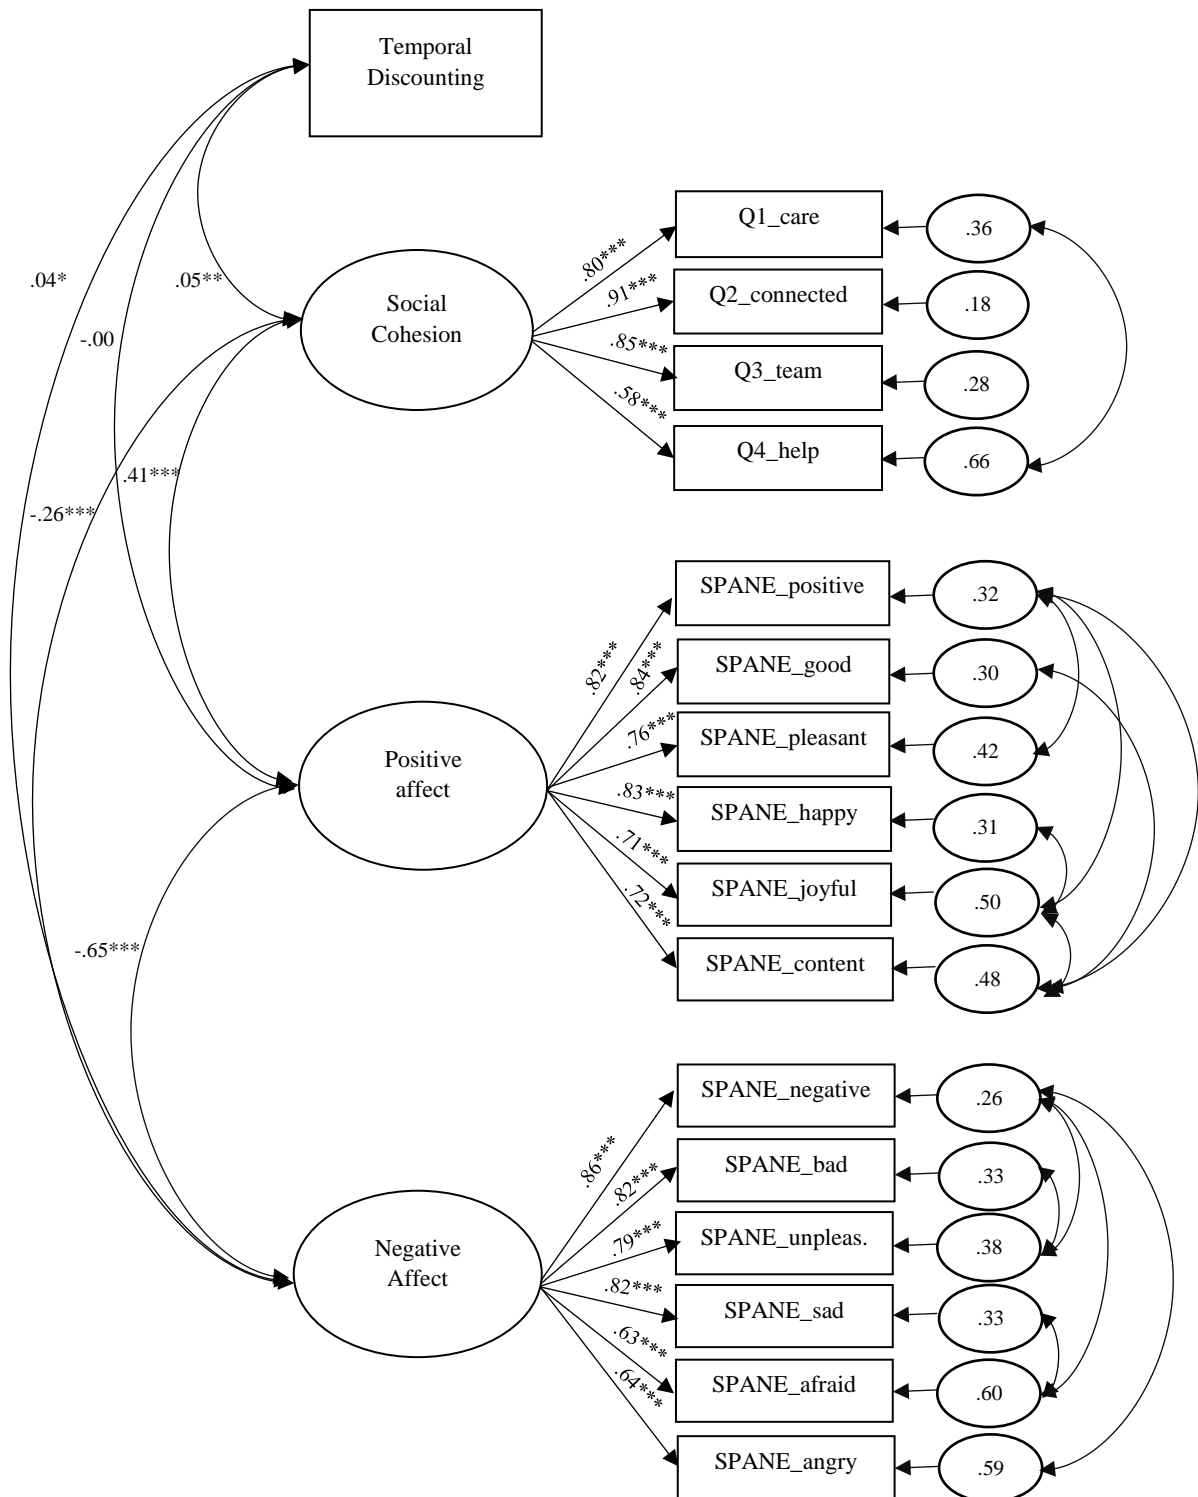 Temporal
Discounting
.04*
.05**
-.00
.41***
-.26***
-.65***
Social
Cohesion
.80***
.91***
.85***
.58***
Q1_care
.36
Q2_connected
.18
Q3_team
.28
Q4_help
.66
Positive
affect
.82***
.84***
.76***
.83***
.71***
.72***
SPANE_positive
.32
SPANE_good
.30
SPANE_pleasant
.42
SPANE_happy
.31
SPANE_joyful
.50
SPANE_content
.48
Negative
Affect
.86***
.82***
.79***
.82***
.63***
.64***
SPANE_negative
.26
SPANE_bad
.33
SPANE_unpleas.
.38
SPANE_sad
.33
SPANE_afraid
.60
SPANE_angry
.59